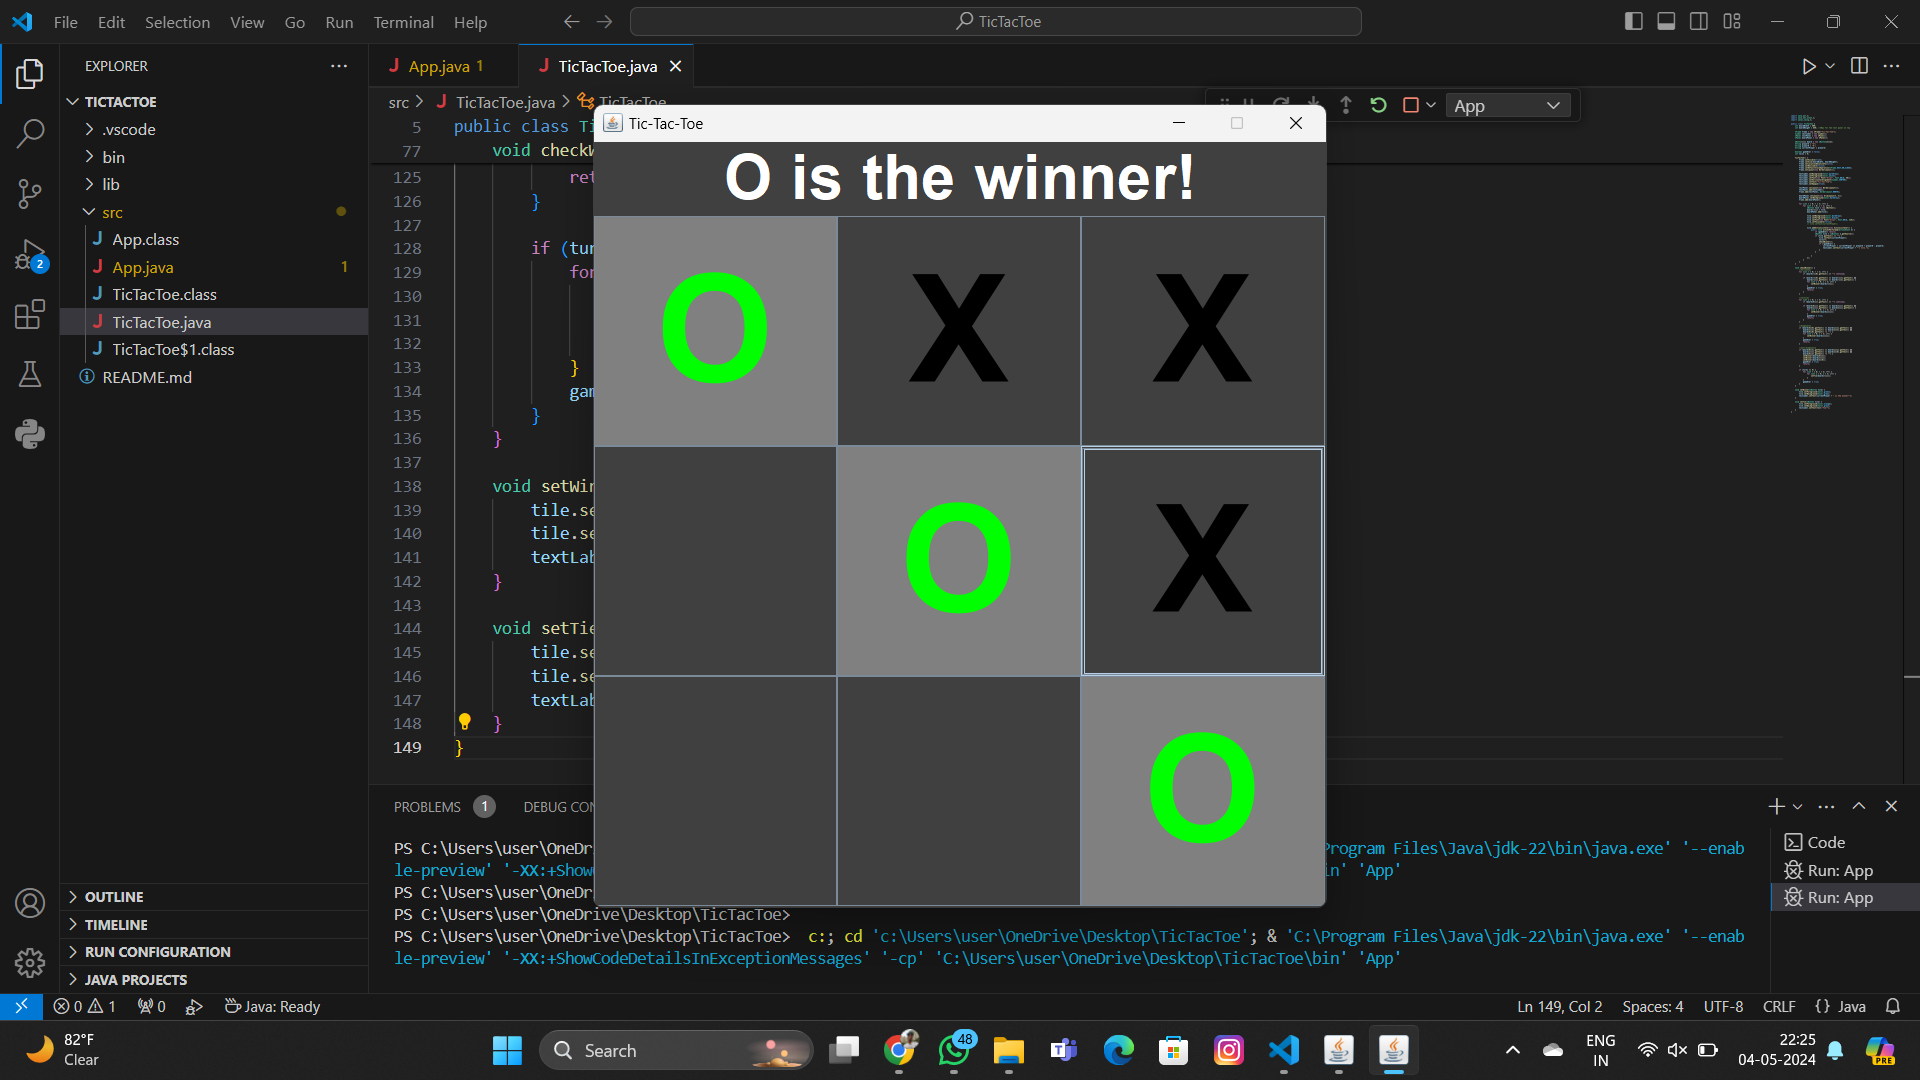 File Edit Selection View Go Run Terminal Help
TicTacToe
EXPLORER
TICTACTOE
.vscode
bin
lib
src
App.class
App.java 1
TicTacToe.class
TicTacToe.java
TicTacToe$1.class
README.md
OUTLINE
TIMELINE
RUN CONFIGURATION
JAVA PROJECTS
2
App.java 1
TicTacToe.java
src TicTacToe.java TicTacToe
App
5 public class Ti
77 void checkW
125 ret
126 }
127
128 if (tur
129 for
130
131
132
133 }
134 gam
135 }
136 }
137
138 void setWin
139 tile.se
140 tile.se
141 textLab
142 }
143
144 void setTie
145 tile.se
146 tile.se
147 textLab
148 }
149 }
Tic-Tac-Toe
O is the winner!
O X X
O X
O
PROBLEMS 1 DEBUG CON
PS C:\Users\user\OneDr Program Files\Java\jdk-22\bin\java.exe' '--enab
le-preview' '-XX:+Show in' 'App'
PS C:\Users\user\OneDr
PS C:\Users\user\OneDrive\Desktop\TicTacToe>
PS C:\Users\user\OneDrive\Desktop\TicTacToe> c:; cd 'c:\Users\user\OneDrive\Desktop\TicTacToe'; & 'C:\Program Files\Java\jdk-22\bin\java.exe' '--enab
le-preview' '-XX:+ShowCodeDetailsInExceptionMessages' '-cp' 'C:\Users\user\OneDrive\Desktop\TicTacToe\bin' 'App'
Code
Run: App
Run: App
0 1 0 Java: Ready
Ln 149, Col 2 Spaces: 4 UTF-8 CRLF {} Java
82°F
Clear
Search
48
ENG
IN
22:25
04-05-2024
PRE